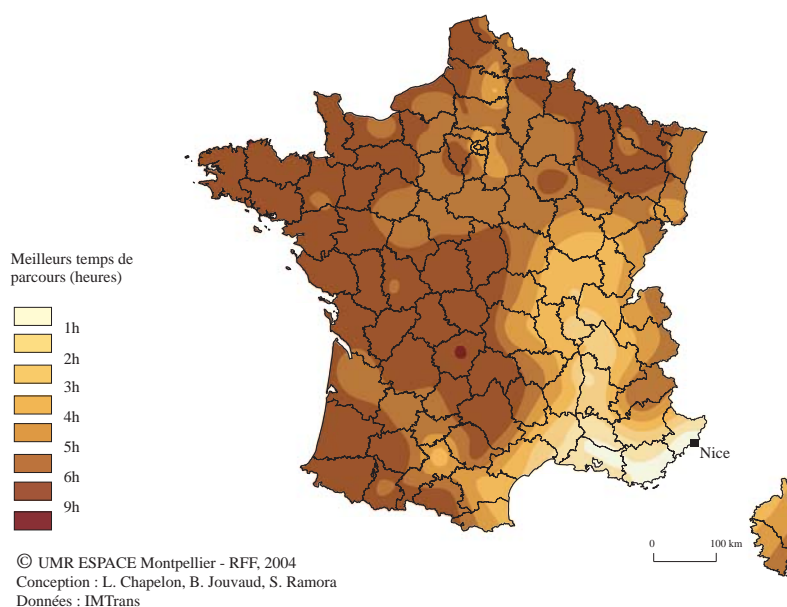 Meilleurs temps de
parcours (heures)
1h
2h
3h
4h
5h
6h
9h
Nice
0 100 km
© UMR ESPACE Montpellier - RFF, 2004
Conception : L. Chapelon, B. Jouvaud, S. Ramora
Données : IMTrans